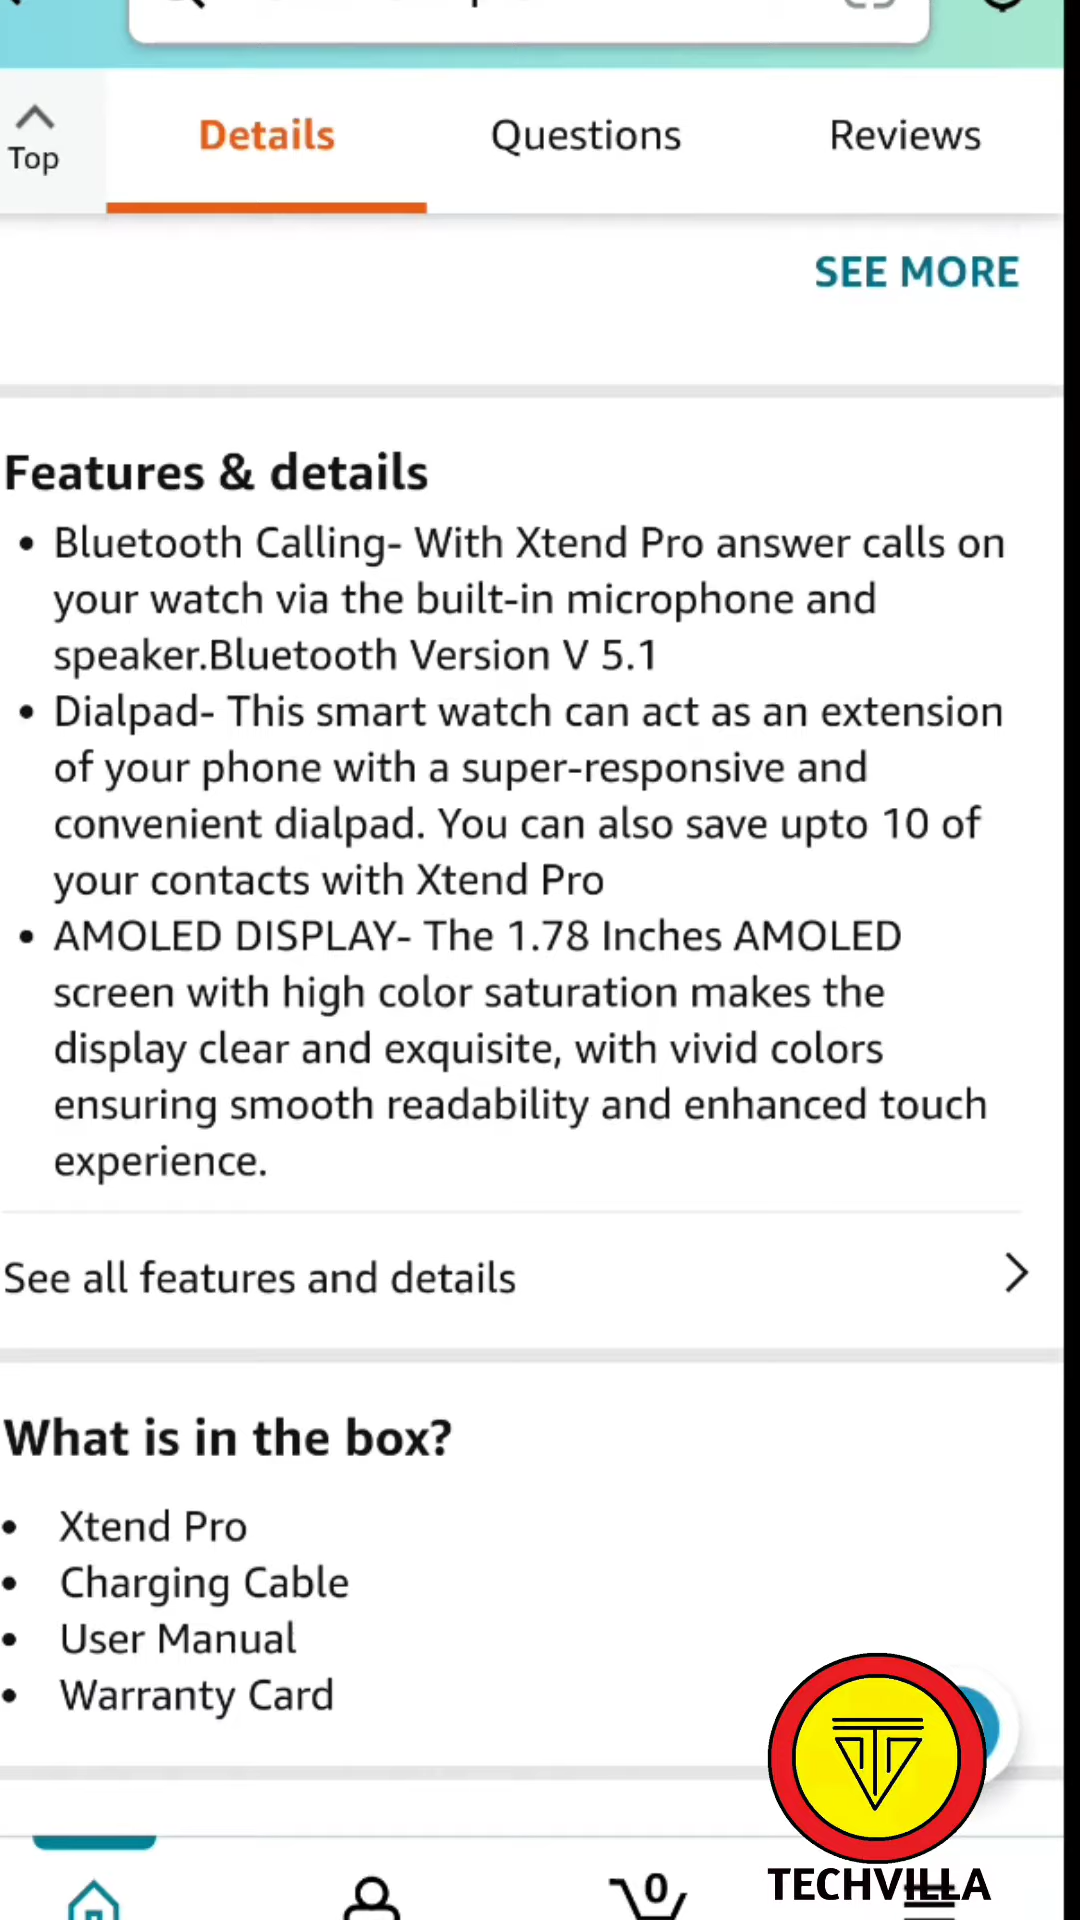 Top
Details
Questions
Reviews
SEE MORE
Features & details
• Bluetooth Calling- With Xtend Pro answer calls on
your watch via the built-in microphone and
speaker.Bluetooth Version V 5.1
• Dialpad- This smart watch can act as an extension
of your phone with a super-responsive and
convenient dialpad. You can also save upto 10 of
your contacts with Xtend Pro
• AMOLED DISPLAY- The 1.78 Inches AMOLED
screen with high color saturation makes the
display clear and exquisite, with vivid colors
ensuring smooth readability and enhanced touch
experience.
See all features and details
What is in the box?
• Xtend Pro
• Charging Cable
• User Manual
• Warranty Card
0
TECHVILLA